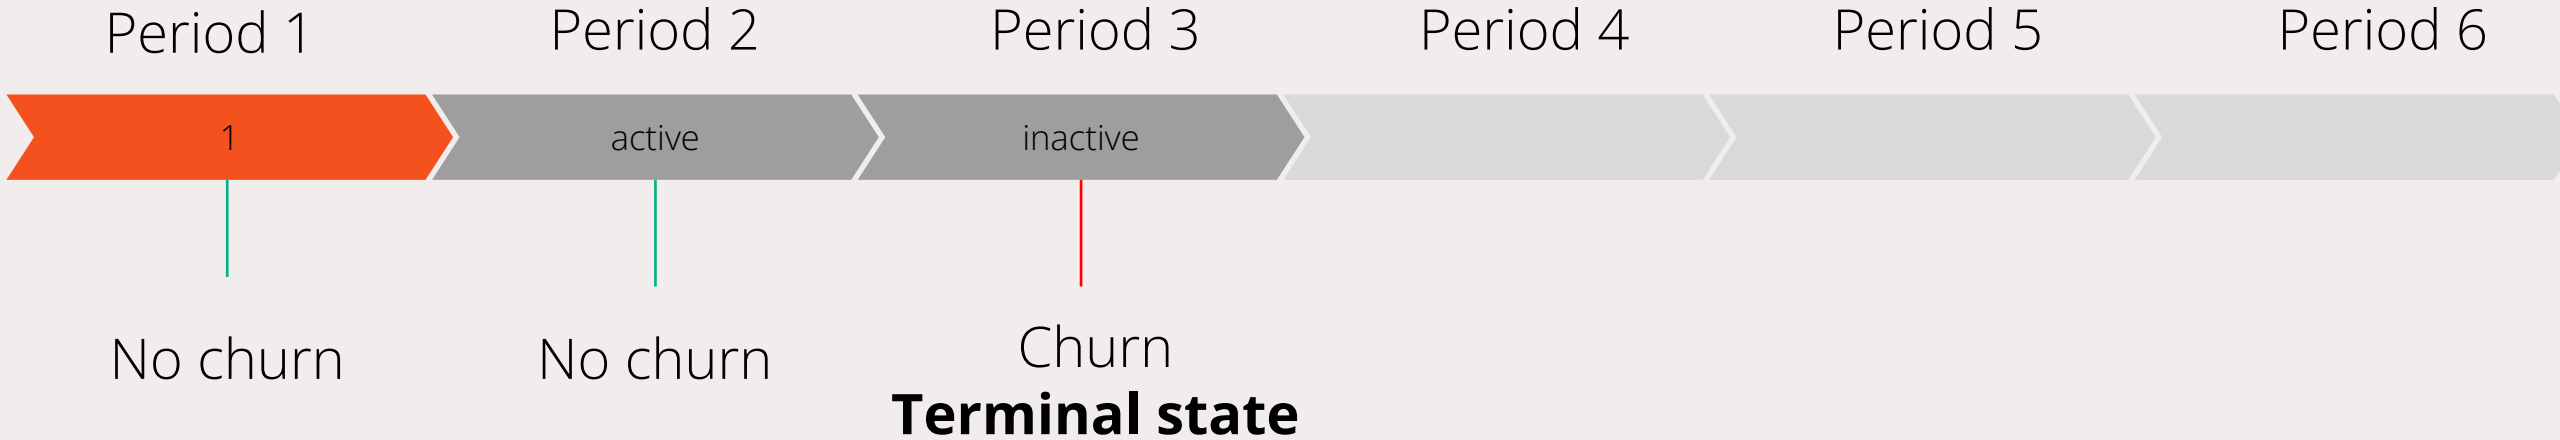 Period 1
Period 2
Period 3
Period 4
Period 5
Period 6
1
active
inactive
No churn
No churn
Churn
Terminal state